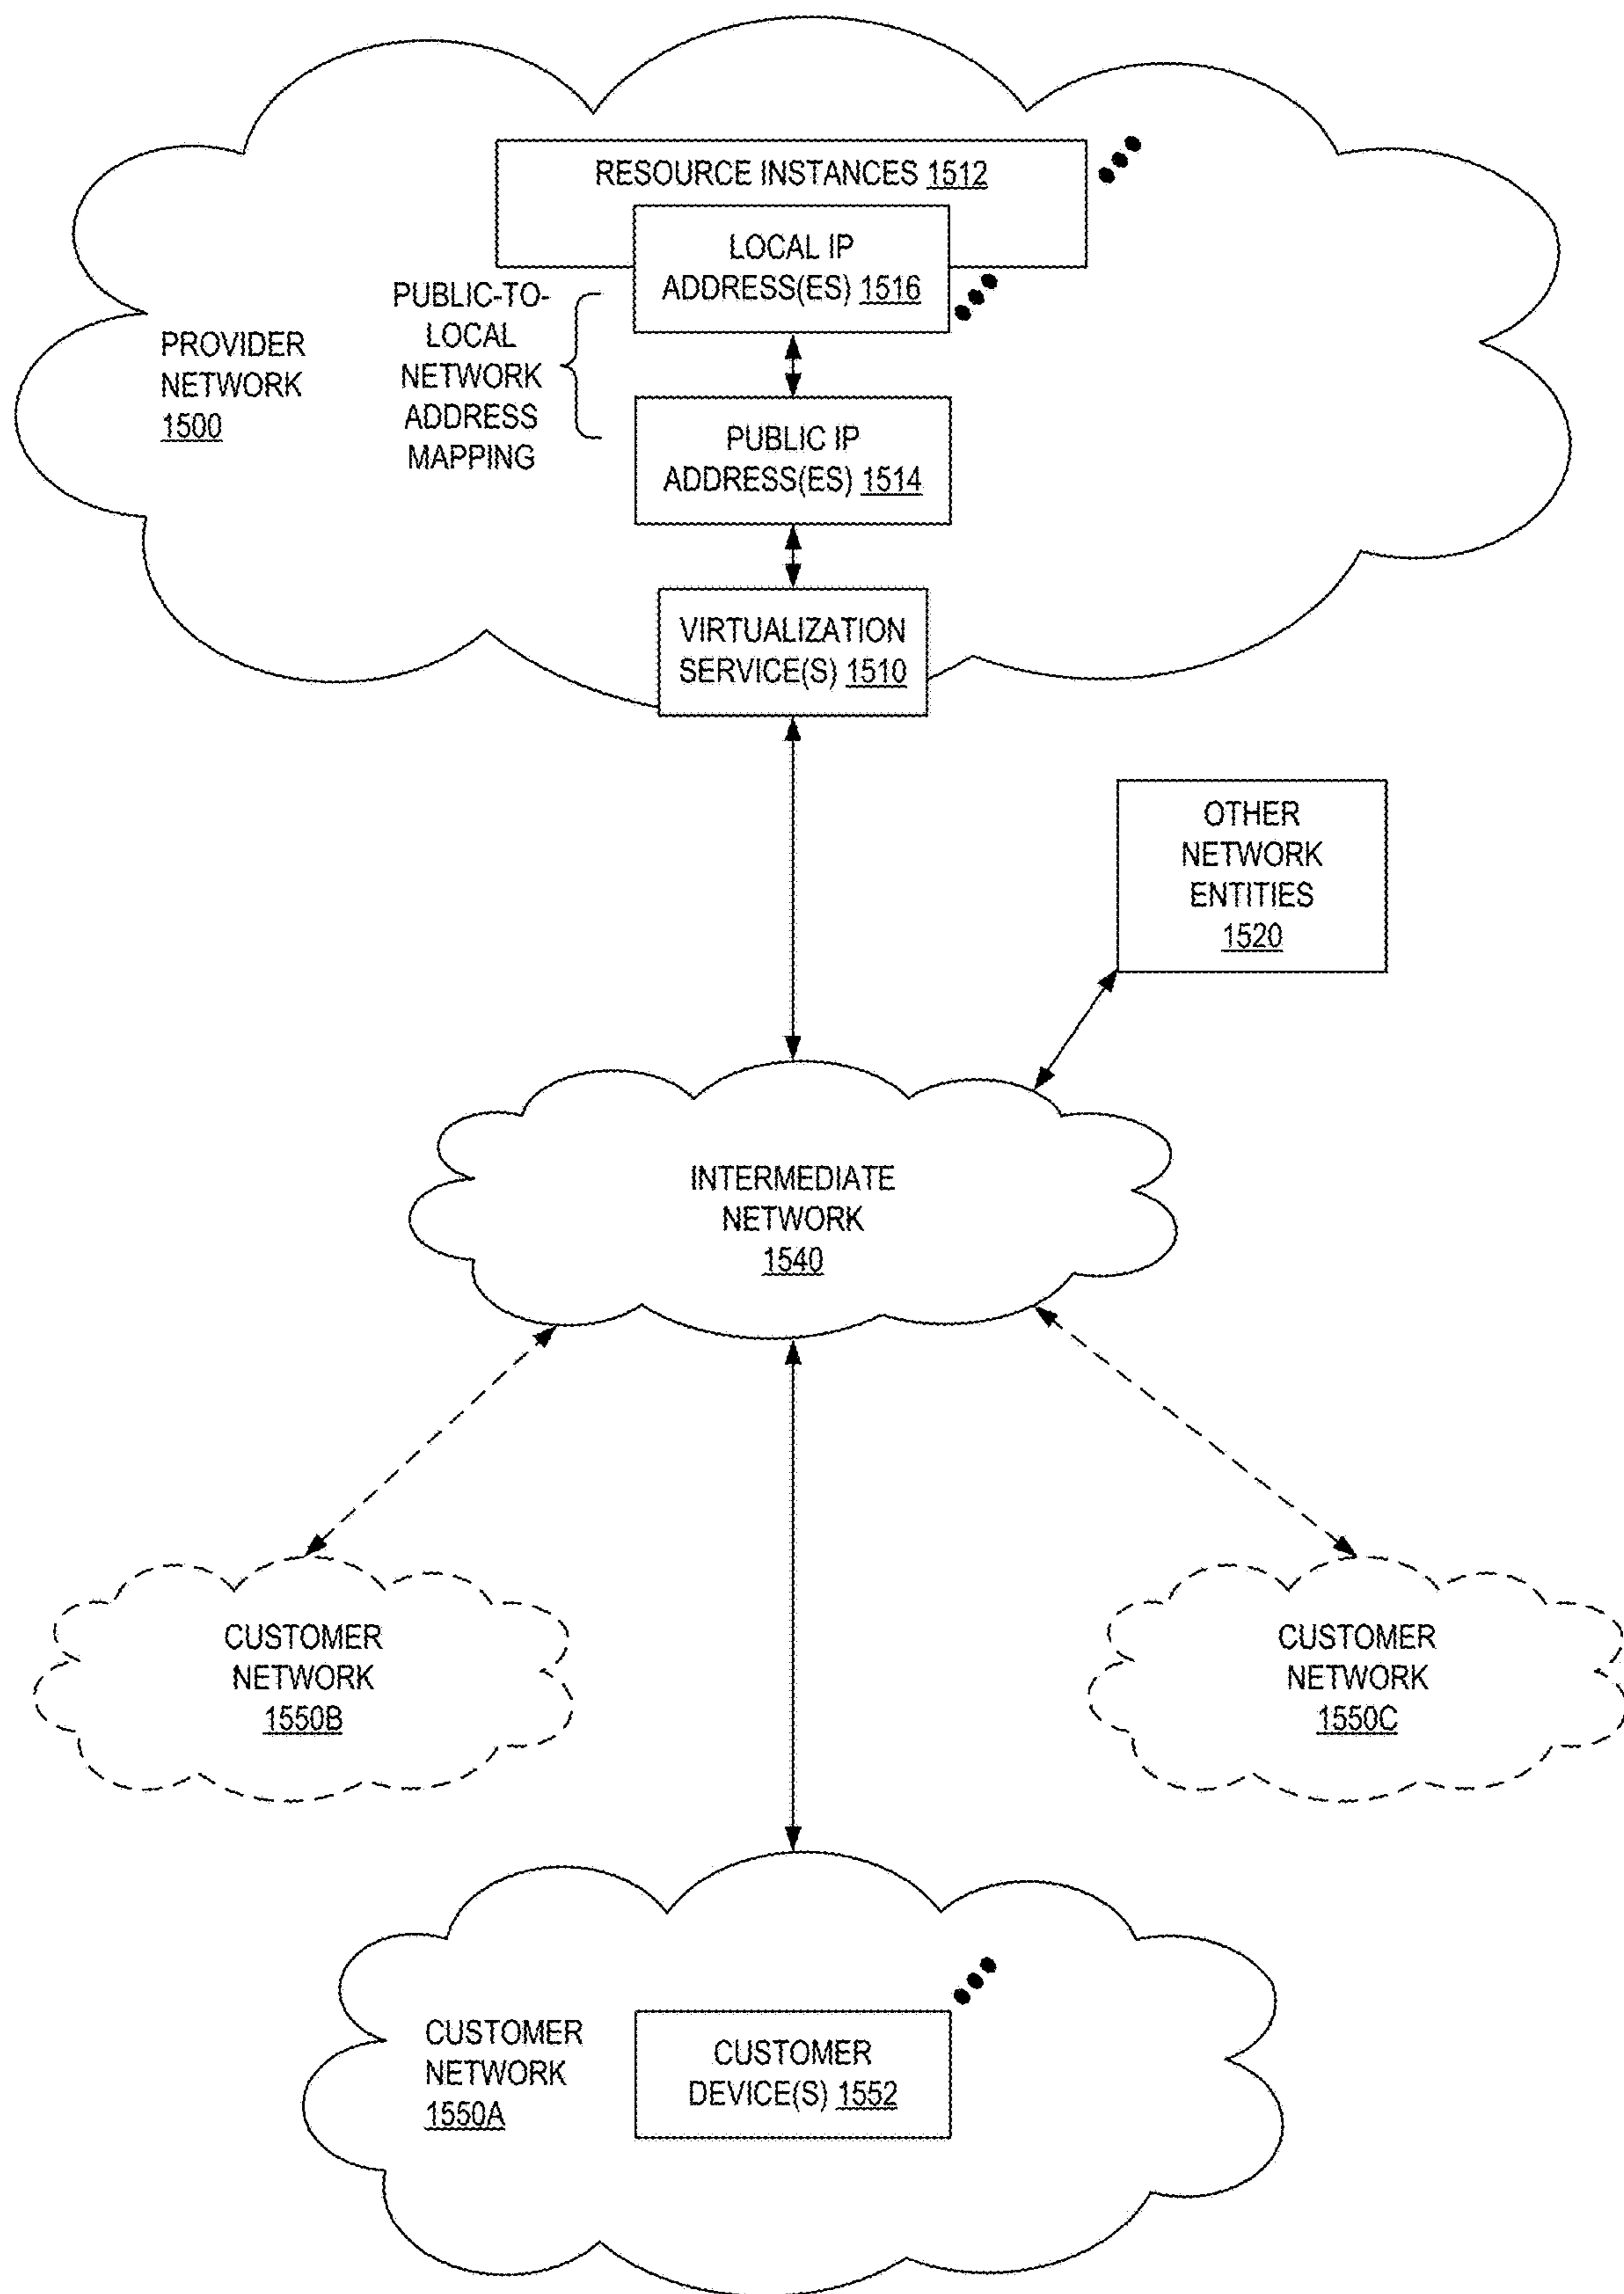 RESOURCE INSTANCES 1512
LOCAL IP
ADDRESS(ES) 1516
PUBLIC-TO-
LOCAL
NETWORK
ADDRESS
MAPPING
PROVIDER
NETWORK
1500
PUBLIC IP
ADDRESS(ES) 1514
VIRTUALIZATION
SERVICE(S) 1510
OTHER
NETWORK
ENTITIES
1520
INTERMEDIATE
NETWORK
1540
CUSTOMER
NETWORK
1550B
CUSTOMER
NETWORK
1550C
CUSTOMER
NETWORK
1550A
CUSTOMER
DEVICE(S) 1552